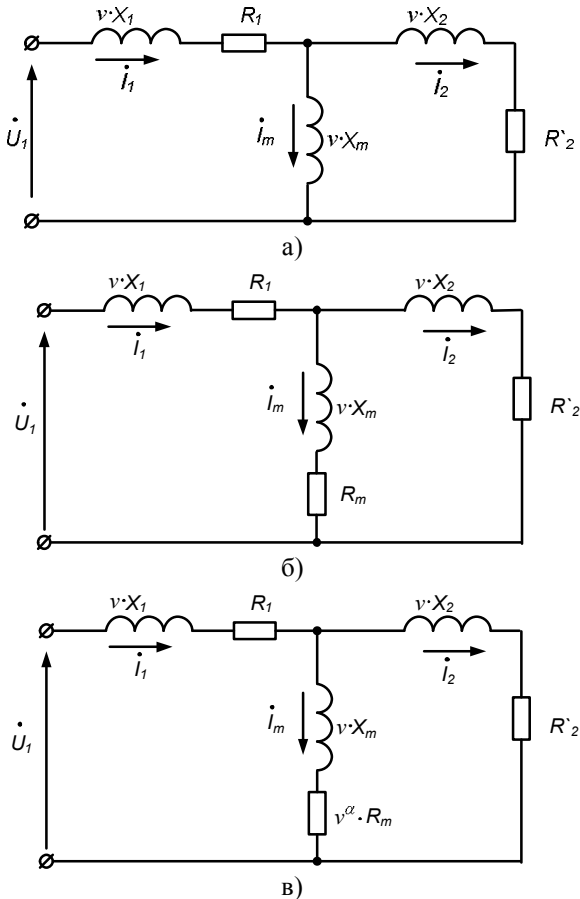 ν·X₁ R₁ ν·X₂
İ₁ İ₂
U̇₁ İₘ ν·Xₘ R`₂
а)
ν·X₁ R₁ ν·X₂
İ₁ İ₂
U̇₁ İₘ ν·Xₘ R`₂
Rₘ
б)
ν·X₁ R₁ ν·X₂
İ₁ İ₂
U̇₁ İₘ ν·Xₘ R`₂
ν^α·Rₘ
в)